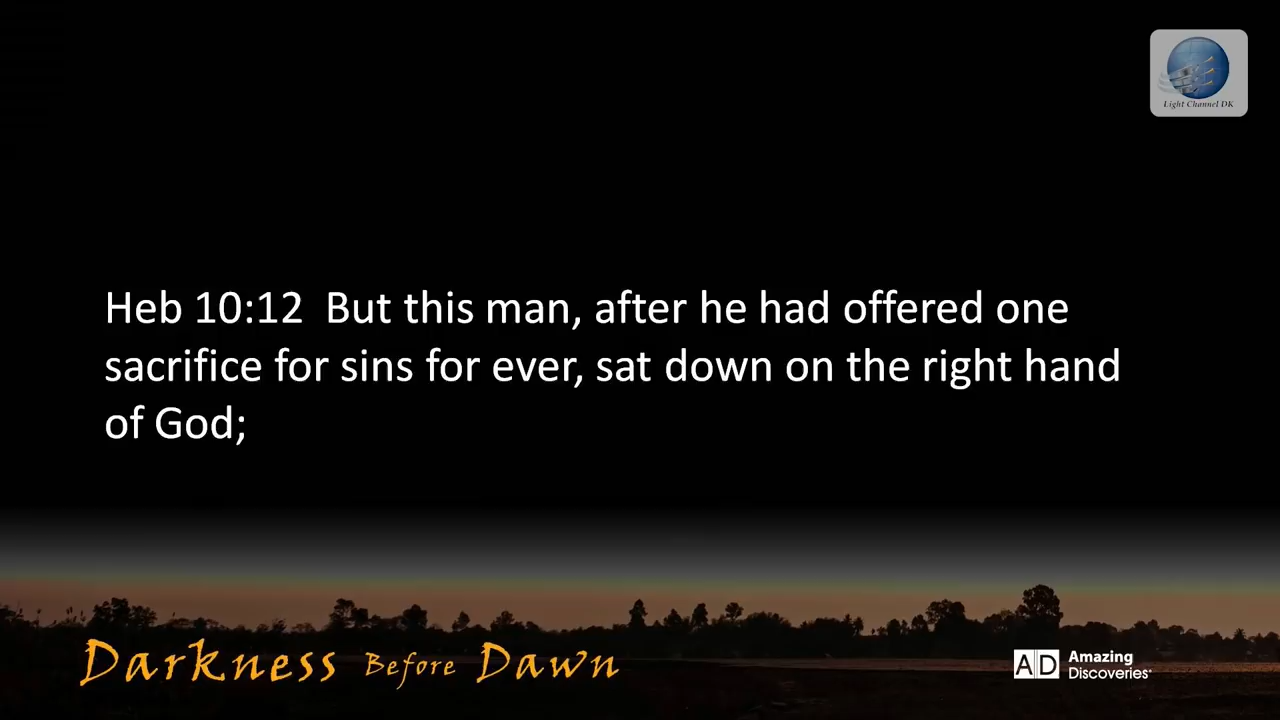 Light Channel DK
Heb 10:12  But this man, after he had offered one
sacrifice for sins for ever, sat down on the right hand
of God;
Darkness Before Dawn
AD Amazing
Discoveries